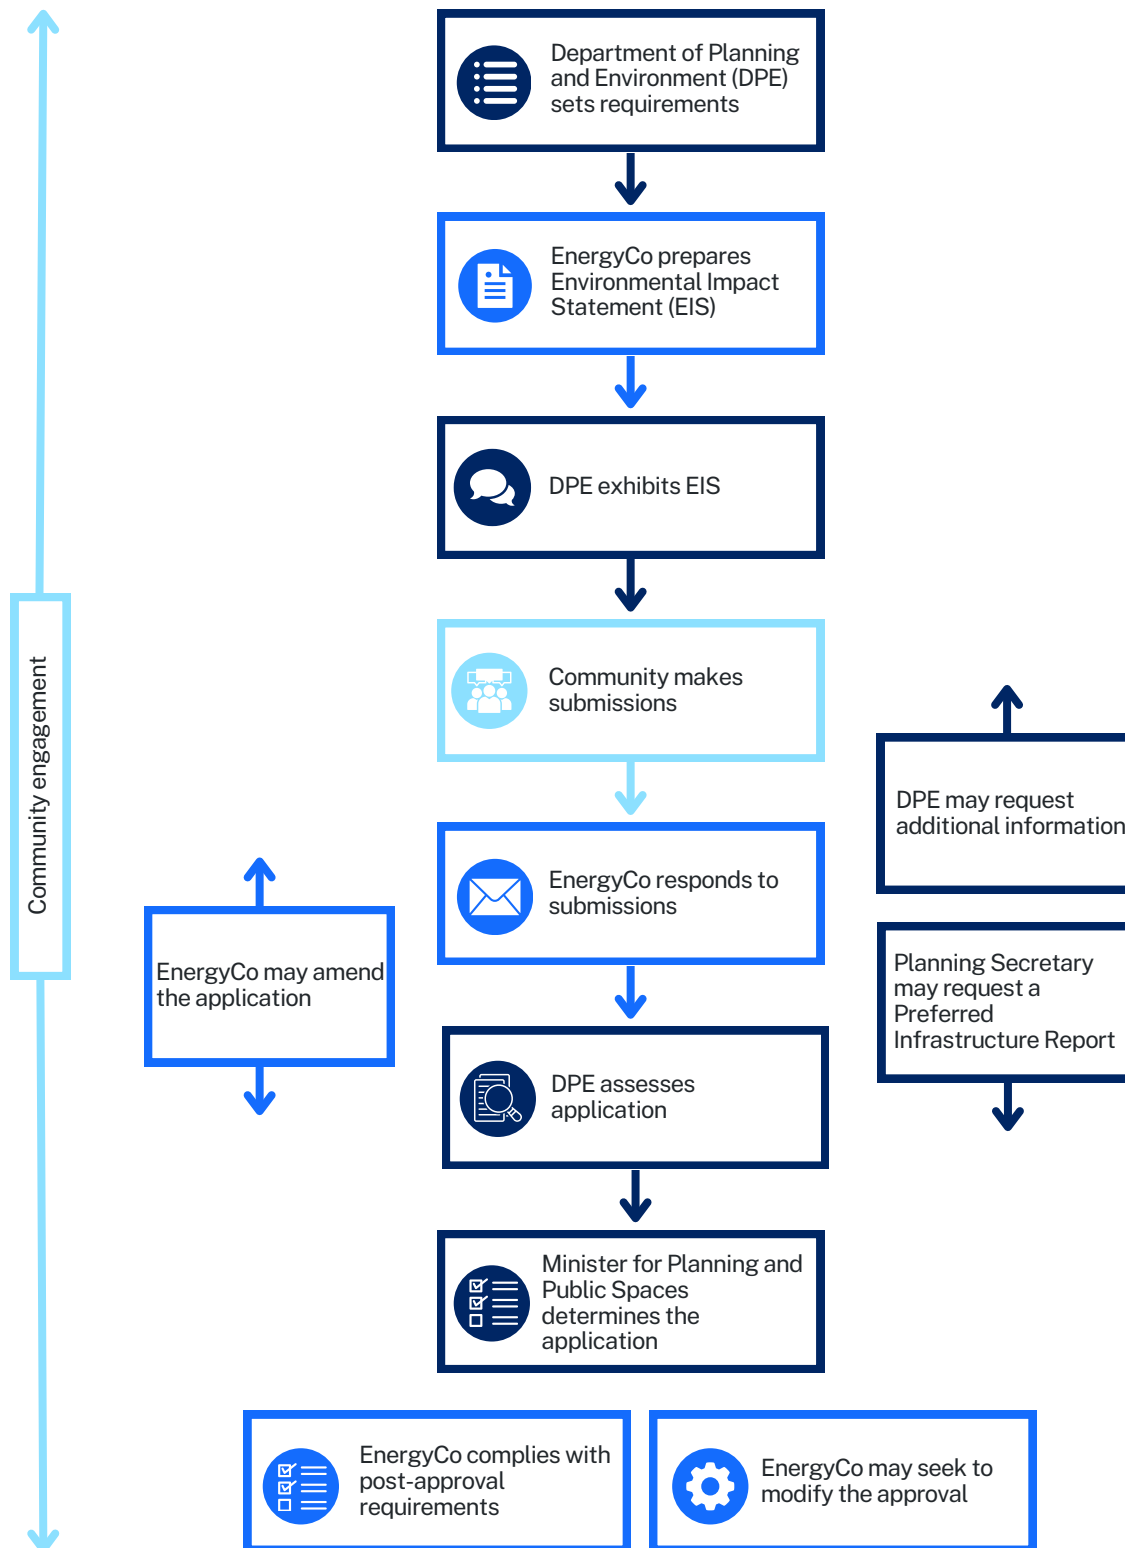 Department of Planning
and Environment (DPE)
sets requirements
EnergyCo prepares
Environmental Impact
Statement (EIS)
DPE exhibits EIS
Community makes
submissions
Community engagement
DPE may request
additional information
EnergyCo responds to
submissions
EnergyCo may amend
the application
Planning Secretary
may request a
Preferred
Infrastructure Report
DPE assesses
application
Minister for Planning and
Public Spaces
determines the
application
EnergyCo complies with
post-approval
requirements
EnergyCo may seek to
modify the approval